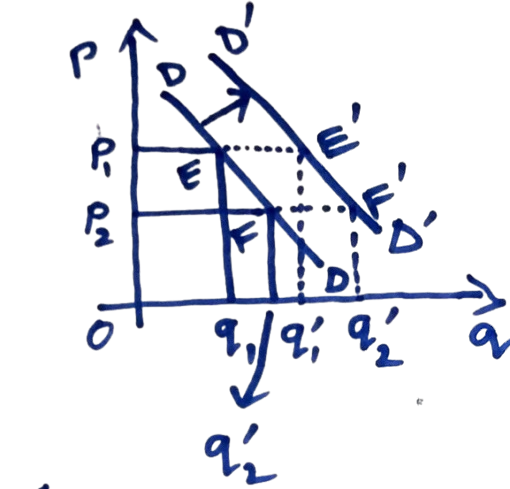 D'
P
D
P₁
E
E'
P₂
F
F'
D'
D
O
q₁
q₁'
q₂'
q
q₂'